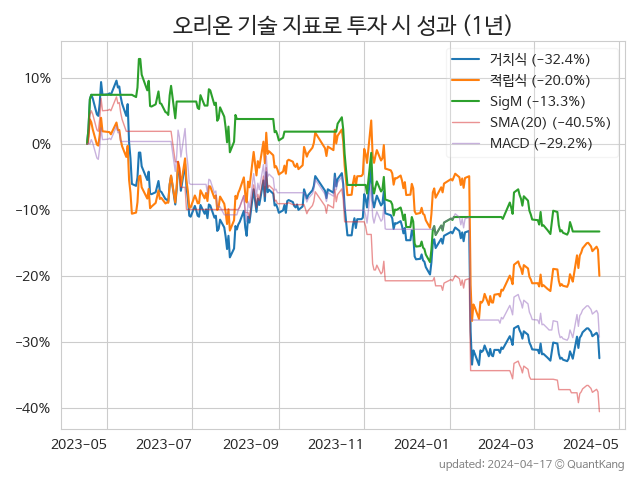 오리온 기술 지표로 투자 시 성과 (1년)
거치식 (−32.4%)
적립식 (−20.0%)
SigM (−13.3%)
SMA(20) (−40.5%)
MACD (−29.2%)
10%
0%
−10%
−20%
−30%
−40%
2023-05 2023-07 2023-09 2023-11 2024-01 2024-03 2024-05
updated: 2024-04-17 © QuantKang